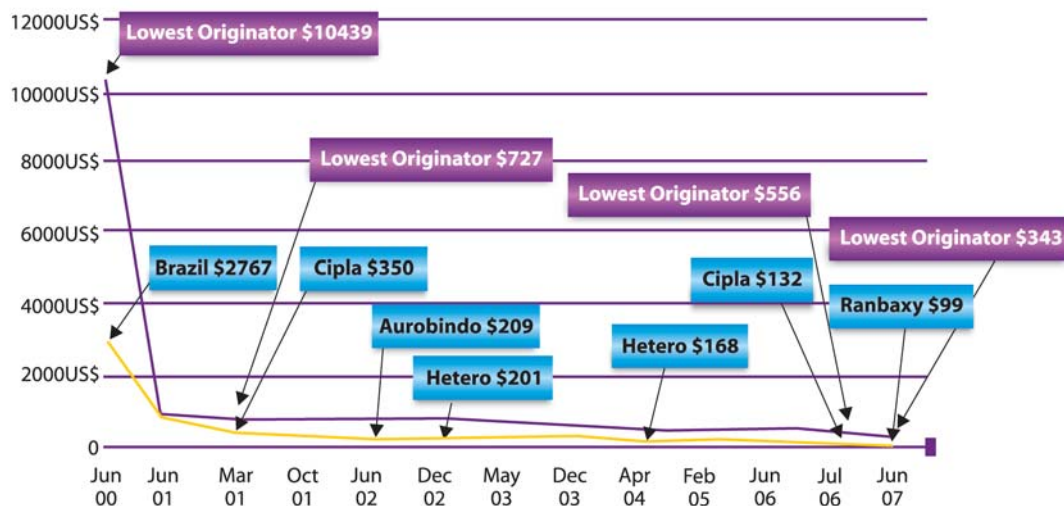 12000US$
Lowest Originator $10439
10000US$
Lowest Originator $727
8000US$
Lowest Originator $556
6000US$
Lowest Originator $343
Brazil $2767
Cipla $350
Cipla $132
4000US$
Ranbaxy $99
Aurobindo $209
Hetero $168
2000US$
Hetero $201
0
Jun Jun Mar Oct Jun Dec May Dec Apr Feb Jun Jul Jun
00 01 01 01 02 02 03 03 04 05 06 06 07